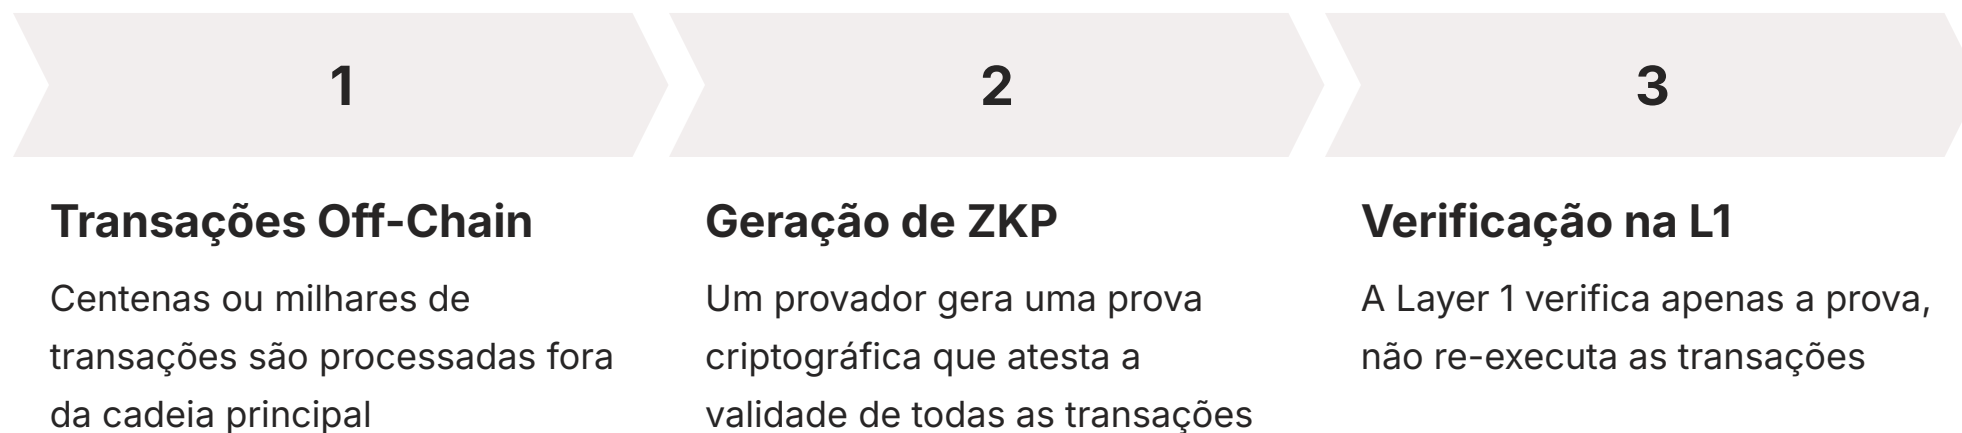 1
Transações Off-Chain
Centenas ou milhares de
transações são processadas fora
da cadeia principal
2
Geração de ZKP
Um provador gera uma prova
criptográfica que atesta a
validade de todas as transações
3
Verificação na L1
A Layer 1 verifica apenas a prova,
não re-executa as transações